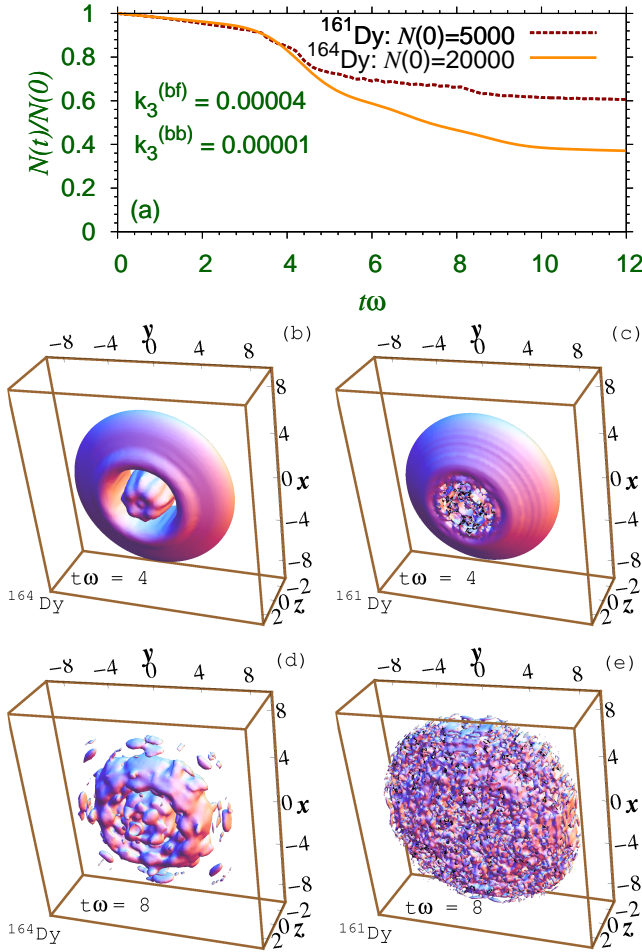 1
0.8
0.6
0.4
0.2
0
N(t)/N(0)
¹⁶¹Dy: N(0)=5000
¹⁶⁴Dy: N(0)=20000
k₃⁽ᵇᶠ⁾ = 0.00004
k₃⁽ᵇᵇ⁾ = 0.00001
(a)
0 2 4 6 8 10 12
tω
y
−8 −4 0 4 8
(b)
8
4
0 x
−4
−8
−2
0 z
2
tω = 4
¹⁶⁴Dy
y
−8 −4 0 4 8
(c)
8
4
0 x
−4
−8
−2
0 z
2
tω = 4
¹⁶¹Dy
y
−8 −4 0 4 8
(d)
8
4
0 x
−4
−8
−2
0 z
2
tω = 8
¹⁶⁴Dy
y
−8 −4 0 4 8
(e)
8
4
0 x
−4
−8
−2
0 z
2
tω = 8
¹⁶¹Dy